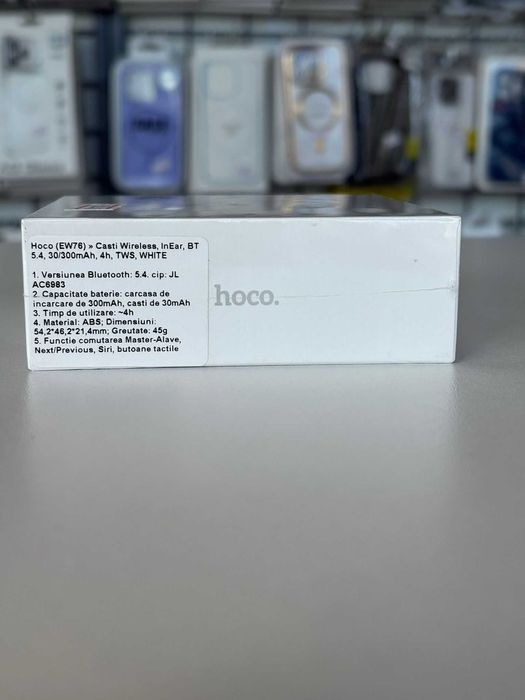 Hoco (EW76) » Casti Wireless, InEar, BT
5.4, 30/300mAh, 4h, TWS, WHITE
1. Versiunea Bluetooth: 5.4. cip: JL
AC6983
2. Capacitate baterie: carcasa de
incarcare de 300mAh, casti de 30mAh
3. Timp de utilizare: ~4h
4. Material: ABS; Dimensiuni:
54,2*46,2*21,4mm; Greutate: 45g
5. Functie comutarea Master-Alave,
Next/Previous, Siri, butoane tactile
hoco.